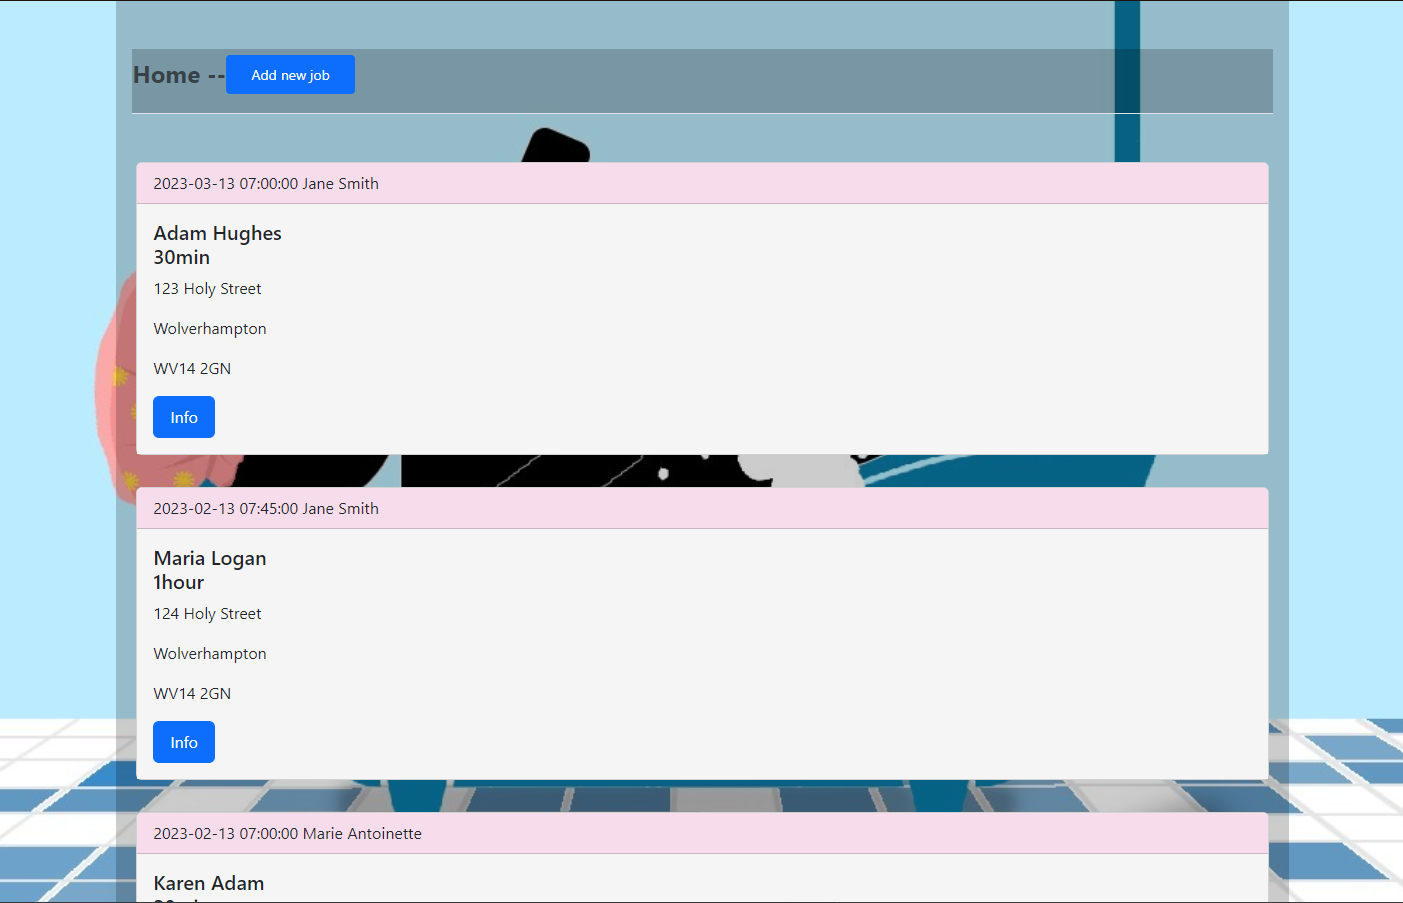 Home --
Add new job
2023-03-13 07:00:00 Jane Smith
Adam Hughes
30min
123 Holy Street
Wolverhampton
WV14 2GN
Info
2023-02-13 07:45:00 Jane Smith
Maria Logan
1hour
124 Holy Street
Wolverhampton
WV14 2GN
Info
2023-02-13 07:00:00 Marie Antoinette
Karen Adam